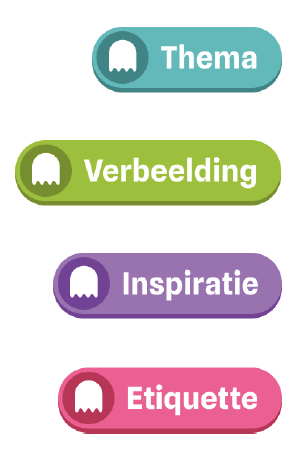 Thema
Verbeelding
Inspiratie
Etiquette